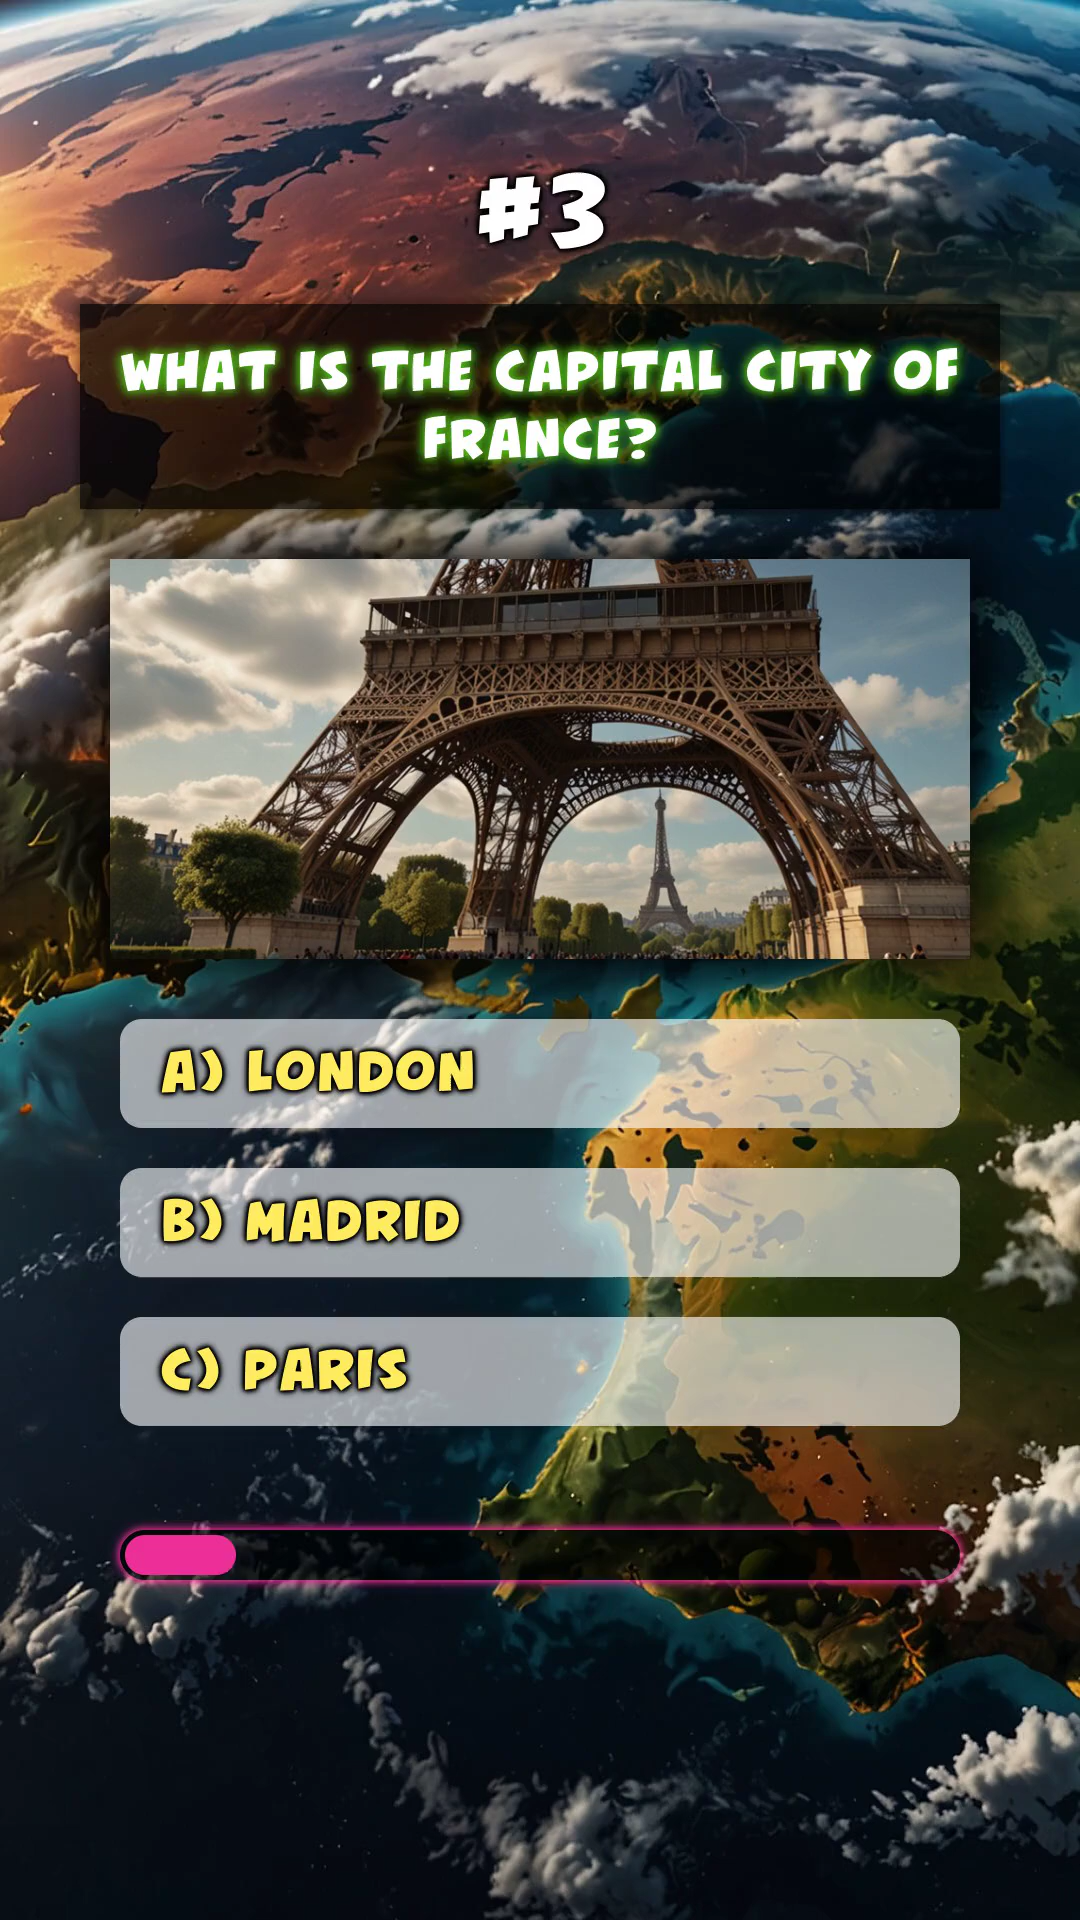 #3
WHAT IS THE CAPITAL CITY OF
FRANCE?
A) LONDON
B) MADRID
C) PARIS